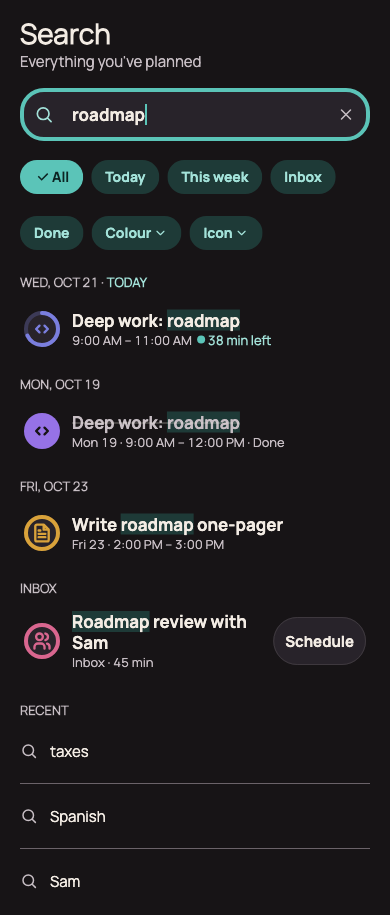 Search
Everything you've planned
roadmap
All
Today
This week
Inbox
Done
Colour
Icon
WED, OCT 21 · TODAY
Deep work: roadmap
9:00 AM – 11:00 AM 38 min left
MON, OCT 19
Deep work: roadmap
Mon 19 · 9:00 AM – 12:00 PM · Done
FRI, OCT 23
Write roadmap one-pager
Fri 23 · 2:00 PM – 3:00 PM
INBOX
Roadmap review with
Sam
Inbox · 45 min
Schedule
RECENT
taxes
Spanish
Sam